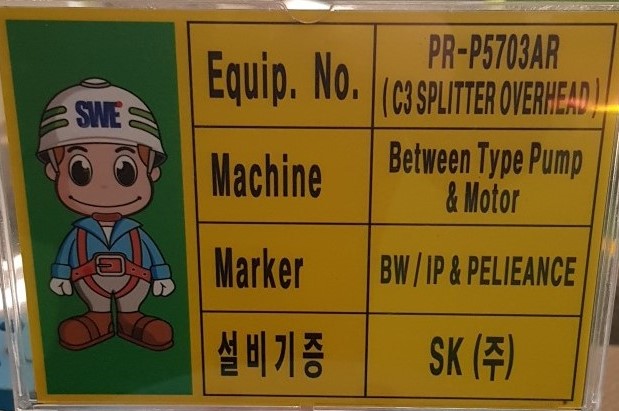 SWE
Equip. No.
PR-P5703AR
(C3 SPLITTER OVERHEAD)
Machine
Between Type Pump
& Motor
Marker
BW / IP & PELIEANCE
설비기증
SK (주)